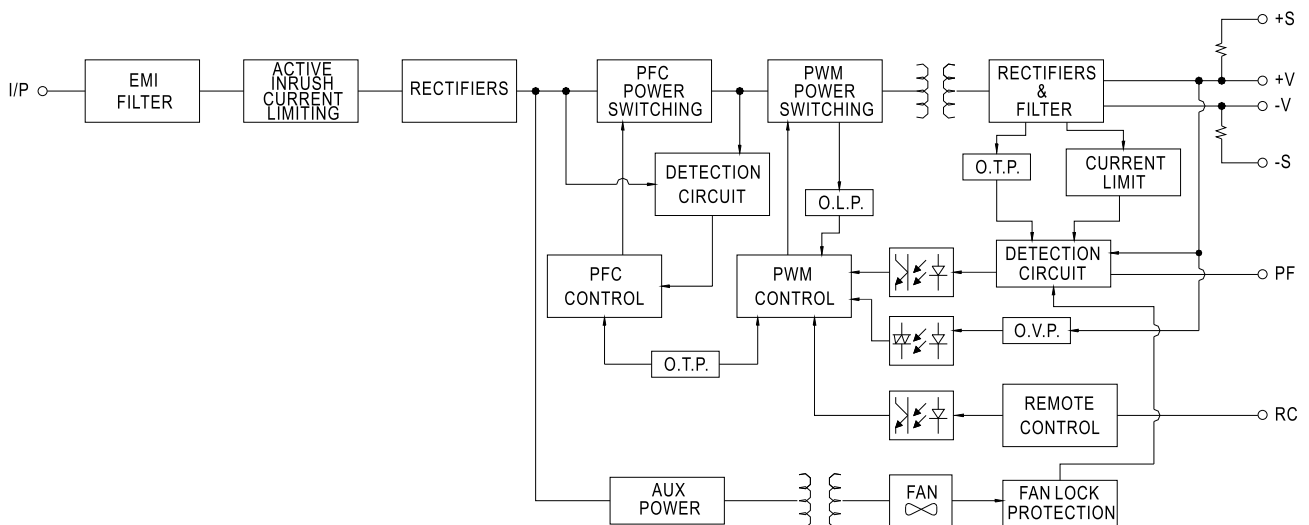 I/P
EMI
FILTER
ACTIVE
INRUSH
CURRENT
LIMITING
RECTIFIERS
PFC
POWER
SWITCHING
PWM
POWER
SWITCHING
RECTIFIERS
&
FILTER
+S
+V
-V
-S
DETECTION
CIRCUIT
O.L.P.
O.T.P.
CURRENT
LIMIT
PFC
CONTROL
PWM
CONTROL
DETECTION
CIRCUIT
PF
O.T.P.
O.V.P.
REMOTE
CONTROL
RC
AUX
POWER
FAN
FAN LOCK
PROTECTION